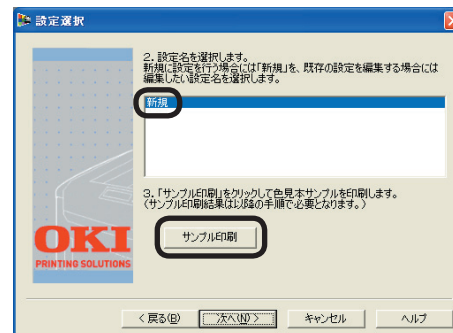 設定選択
2. 設定名を選択します。
新規に設定を行う場合には「新規」を、既存の設定を編集する場合には
編集したい設定名を選択します。
新規
3. 「サンプル印刷」をクリックして色見本サンプルを印刷します。
(サンプル印刷結果は以降の手順で必要となります。)
サンプル印刷
OKI
PRINTING SOLUTIONS
< 戻る(B)
次へ(N) >
キャンセル
ヘルプ